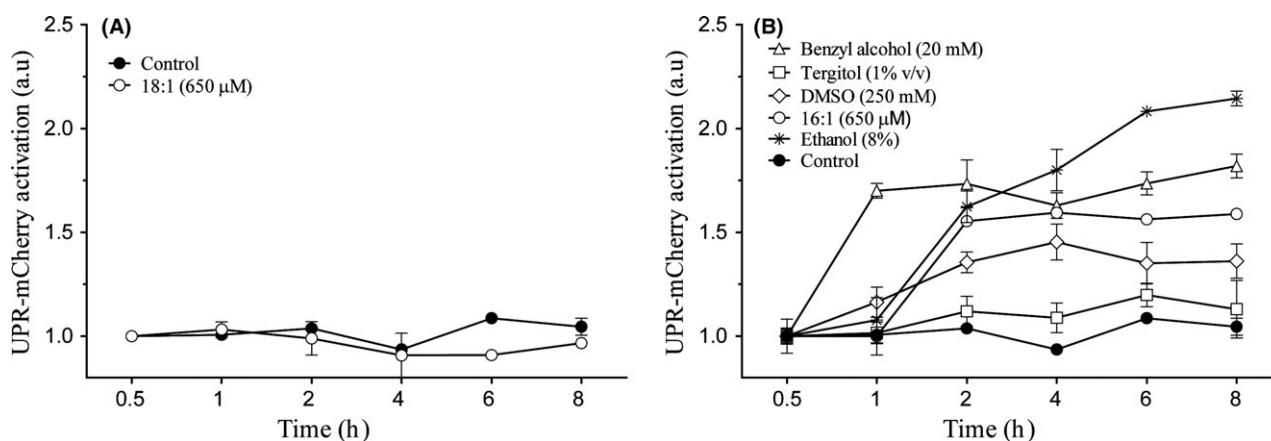 (A)
Control
18:1 (650 μM)
UPR-mCherry activation (a.u)
2.5
2.0
1.5
1.0
0.5 1 2 4 6 8
Time (h)
(B)
Benzyl alcohol (20 mM)
Tergitol (1% v/v)
DMSO (250 mM)
16:1 (650 μM)
Ethanol (8%)
Control
UPR-mCherry activation (a.u)
2.5
2.0
1.5
1.0
0.5 1 2 4 6 8
Time (h)